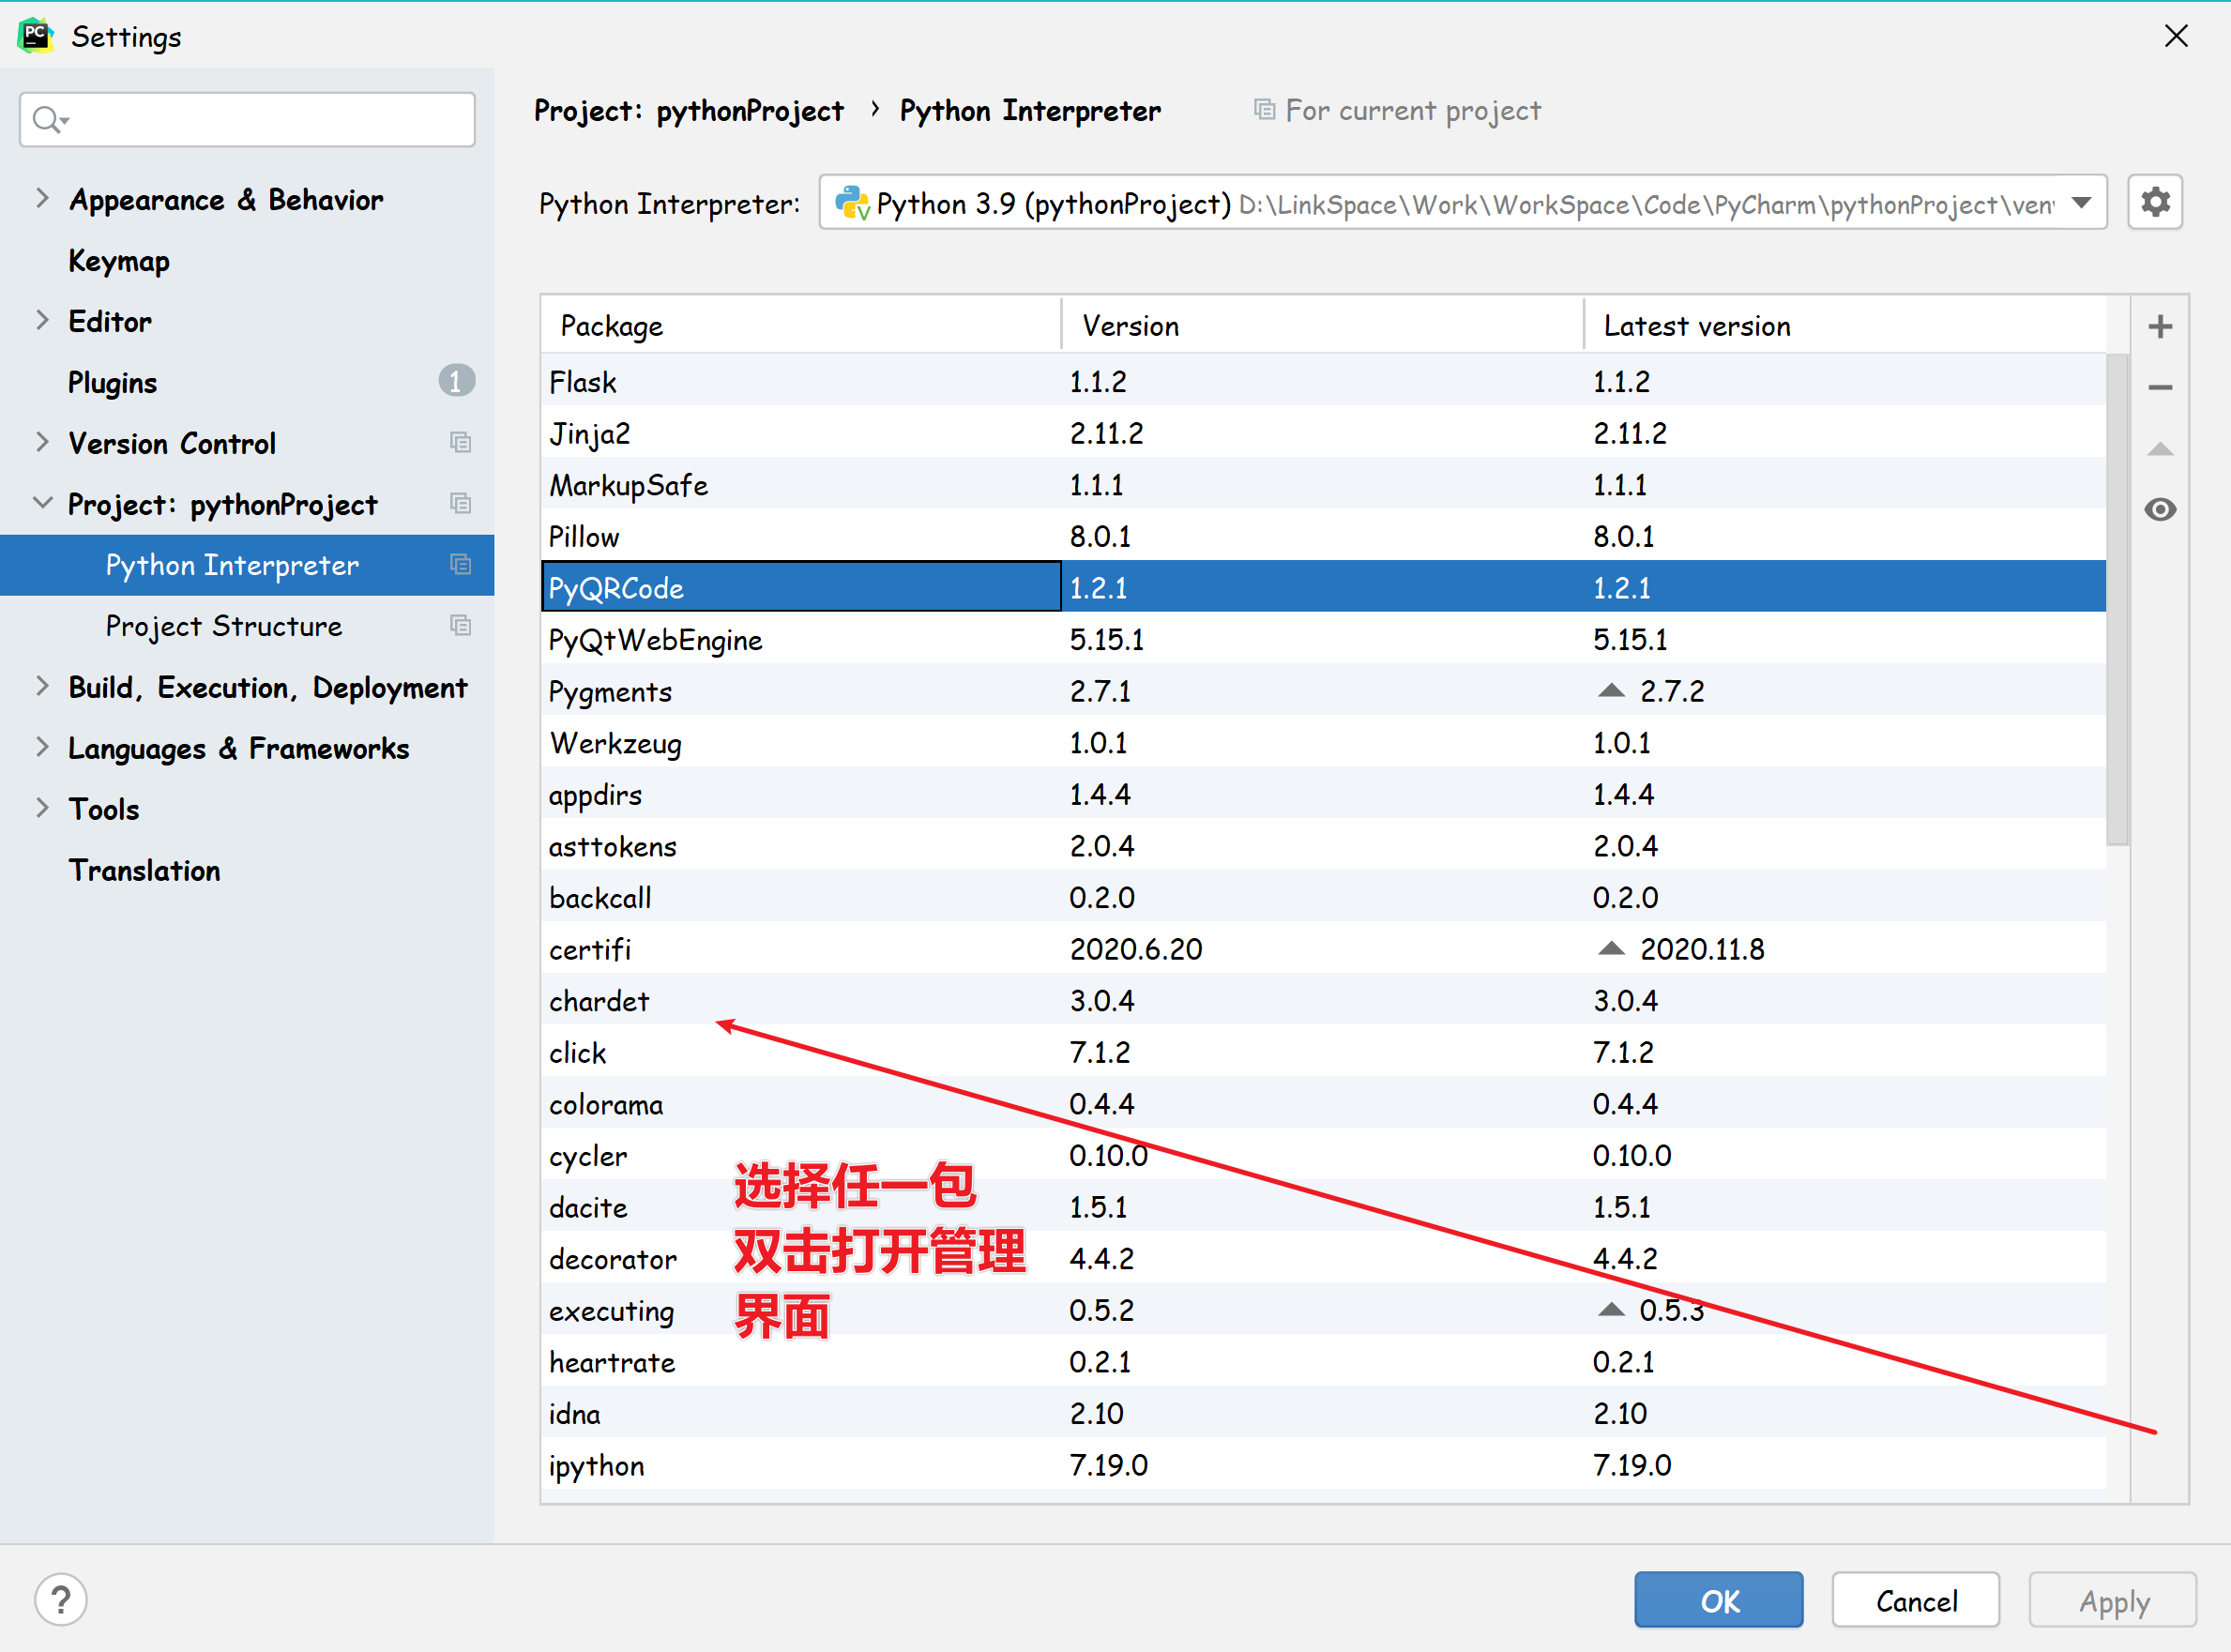 PC
Settings
Project: pythonProject › Python Interpreter For current project
Appearance & Behavior
Keymap
Editor
Plugins 1
Version Control
Project: pythonProject
Python Interpreter
Project Structure
Build, Execution, Deployment
Languages & Frameworks
Tools
Translation
Python Interpreter: Python 3.9 (pythonProject) D:\LinkSpace\Work\WorkSpace\Code\PyCharm\pythonProject\ven
Package Version Latest version
Flask 1.1.2 1.1.2
Jinja2 2.11.2 2.11.2
MarkupSafe 1.1.1 1.1.1
Pillow 8.0.1 8.0.1
PyQRCode 1.2.1 1.2.1
PyQtWebEngine 5.15.1 5.15.1
Pygments 2.7.1 2.7.2
Werkzeug 1.0.1 1.0.1
appdirs 1.4.4 1.4.4
asttokens 2.0.4 2.0.4
backcall 0.2.0 0.2.0
certifi 2020.6.20 2020.11.8
chardet 3.0.4 3.0.4
click 7.1.2 7.1.2
colorama 0.4.4 0.4.4
cycler 0.10.0 0.10.0
dacite 1.5.1 1.5.1
decorator 4.4.2 4.4.2
executing 0.5.2 0.5.3
heartrate 0.2.1 0.2.1
idna 2.10 2.10
ipython 7.19.0 7.19.0
选择任一包
双击打开管理
界面
? OK Cancel Apply